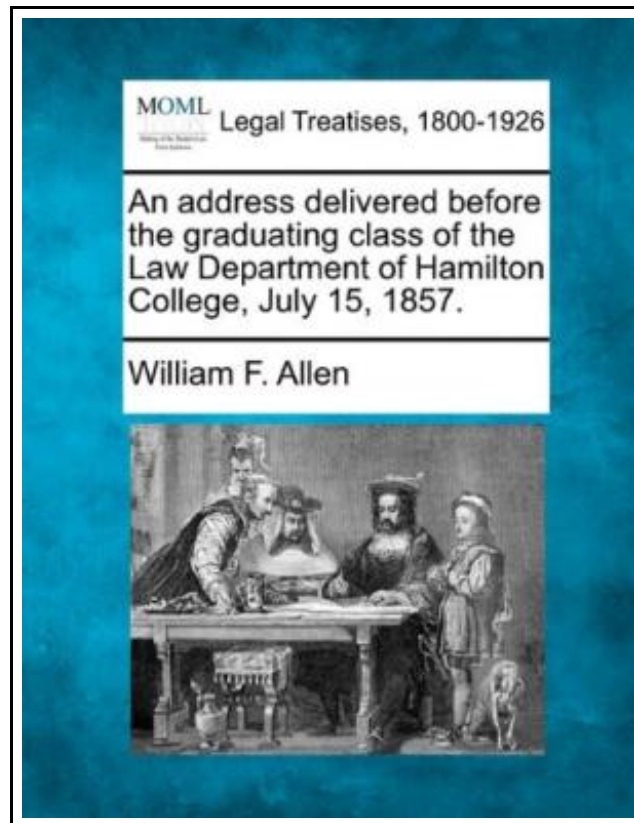 MOML
Legal Treatises, 1800-1926
An address delivered before
the graduating class of the
Law Department of Hamilton
College, July 15, 1857.
William F. Allen